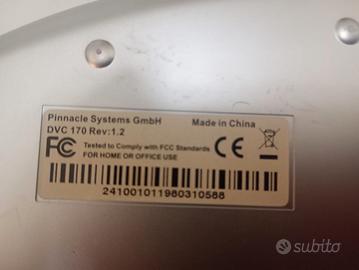 Pinnacle Systems GmbH Made in China
DVC 170 Rev:1.2
FC Tested to Comply with FCC Standards CE
FOR HOME OR OFFICE USE
241001011980310588
subito